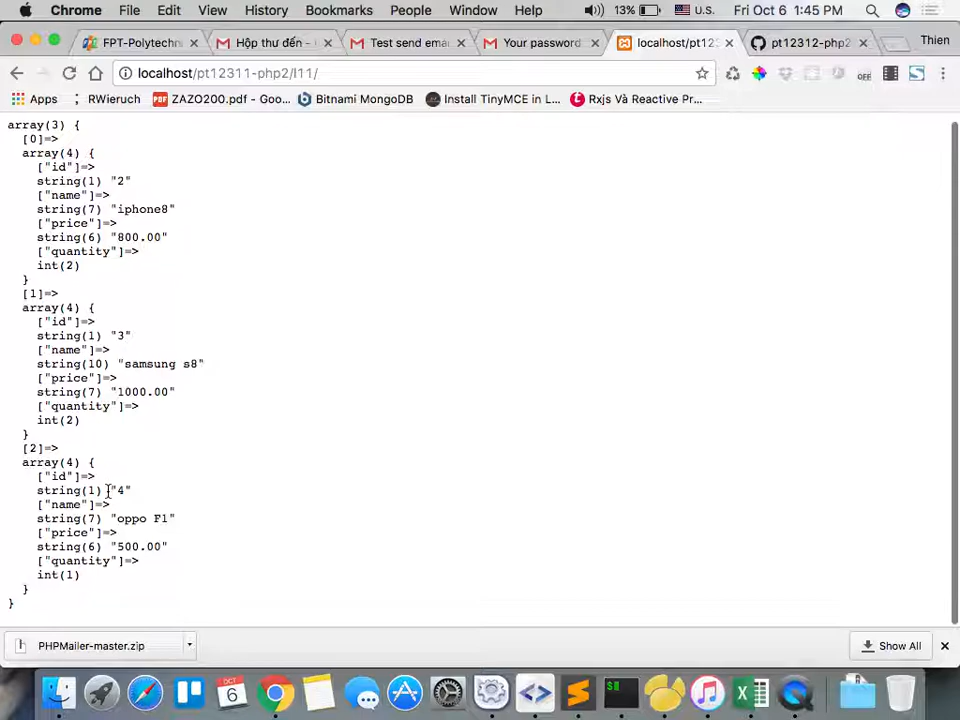 Chrome File Edit View History Bookmarks People Window Help 13% U.S. Fri Oct 6 1:45 PM
FPT-Polytechn Hộp thư đến - Test send ema Your password localhost/pt123 pt12312-php2 Thien
localhost/pt12311-php2/l11/
Apps RWieruch ZAZO200.pdf - Goo... Bitnami MongoDB Install TinyMCE in L... Rxjs Và Reactive Pr...
array(3) {
[0]=>
array(4) {
["id"]=>
string(1) "2"
["name"]=>
string(7) "iphone8"
["price"]=>
string(6) "800.00"
["quantity"]=>
int(2)
}
[1]=>
array(4) {
["id"]=>
string(1) "3"
["name"]=>
string(10) "samsung s8"
["price"]=>
string(7) "1000.00"
["quantity"]=>
int(2)
}
[2]=>
array(4) {
["id"]=>
string(1) "4"
["name"]=>
string(7) "oppo F1"
["price"]=>
string(6) "500.00"
["quantity"]=>
int(1)
}
}
PHPMailer-master.zip Show All
OCT
6